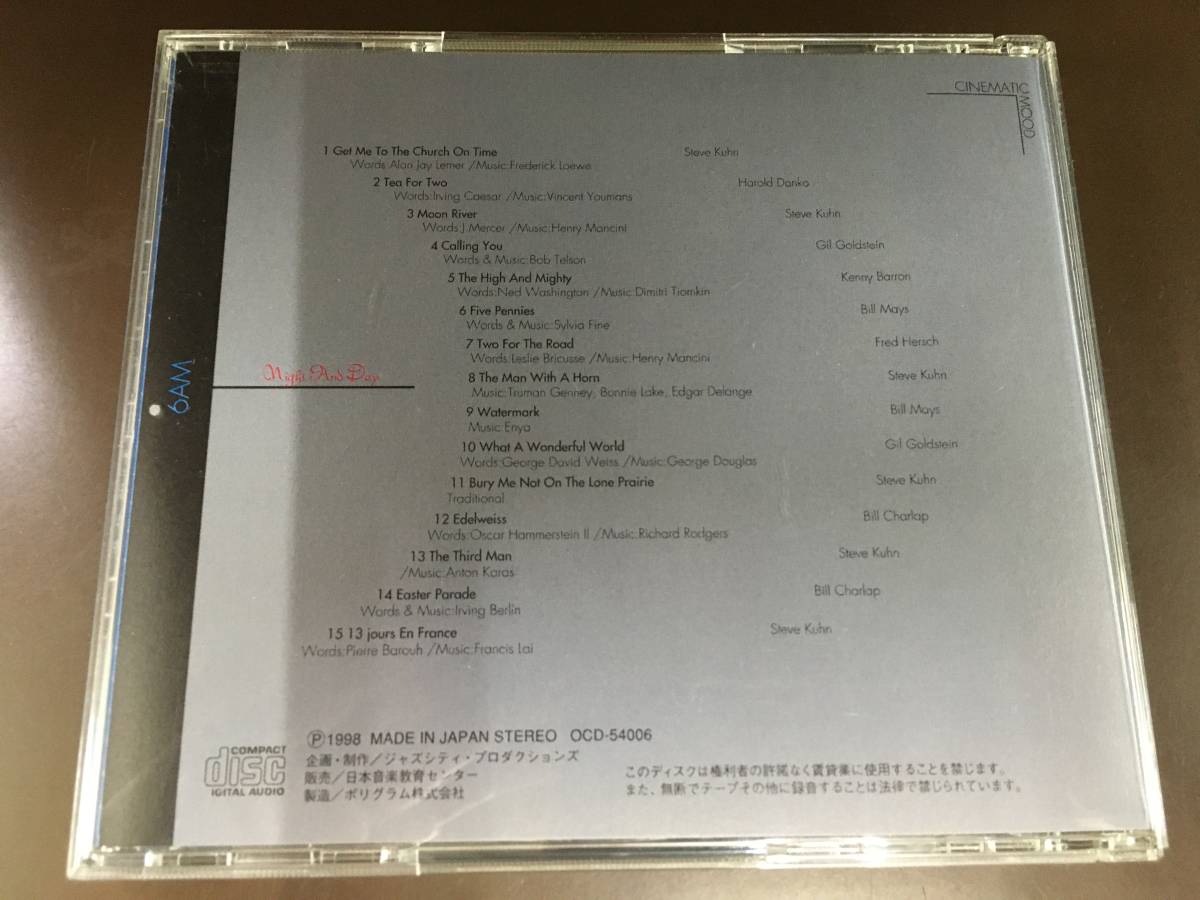 CINEMATIC
MOOD
1 Get Me To The Church On Time Steve Kuhn
Words:Alan Jay Lerner /Music:Frederick Loewe
2 Tea For Two Harold Danko
Words:Irving Caesar /Music:Vincent Youmans
3 Moon River Steve Kuhn
Words:J.Mercer /Music:Henry Mancini
4 Calling You Gil Goldstein
Words & Music:Bob Telson
5 The High And Mighty Kenny Barron
Words:Ned Washington /Music:Dimitri Tiomkin
6 Five Pennies Bill Mays
Words & Music:Sylvia Fine
7 Two For The Road Fred Hersch
Words:Leslie Bricusse /Music:Henry Mancini
8 The Man With A Horn Steve Kuhn
Music:Truman Genney, Bonnie Lake, Edgar Delange
9 Watermark Bill Mays
Music:Enya
10 What A Wonderful World Gil Goldstein
Words:George David Weiss /Music:George Douglas
11 Bury Me Not On The Lone Prairie Steve Kuhn
Traditional
12 Edelweiss Bill Charlap
Words:Oscar Hammerstein II /Music:Richard Rodgers
13 The Third Man Steve Kuhn
/Music:Anton Karas
14 Easter Parade Bill Charlap
Words & Music:Irving Berlin
15 13 jours En France Steve Kuhn
Words:Pierre Barouh /Music:Francis Lai
6AM
Night And Day
Ⓟ1998 MADE IN JAPAN STEREO OCD-54006
COMPACT
disc
IGITAL AUDIO
企画・制作／ジャズシティ・プロダクションズ
販売／日本音楽教育センター
製造／ポリグラム株式会社
このディスクは権利者の許諾なく賃貸業に使用することを禁じます。
また、無断でテープその他に録音することは法律で禁じられています。